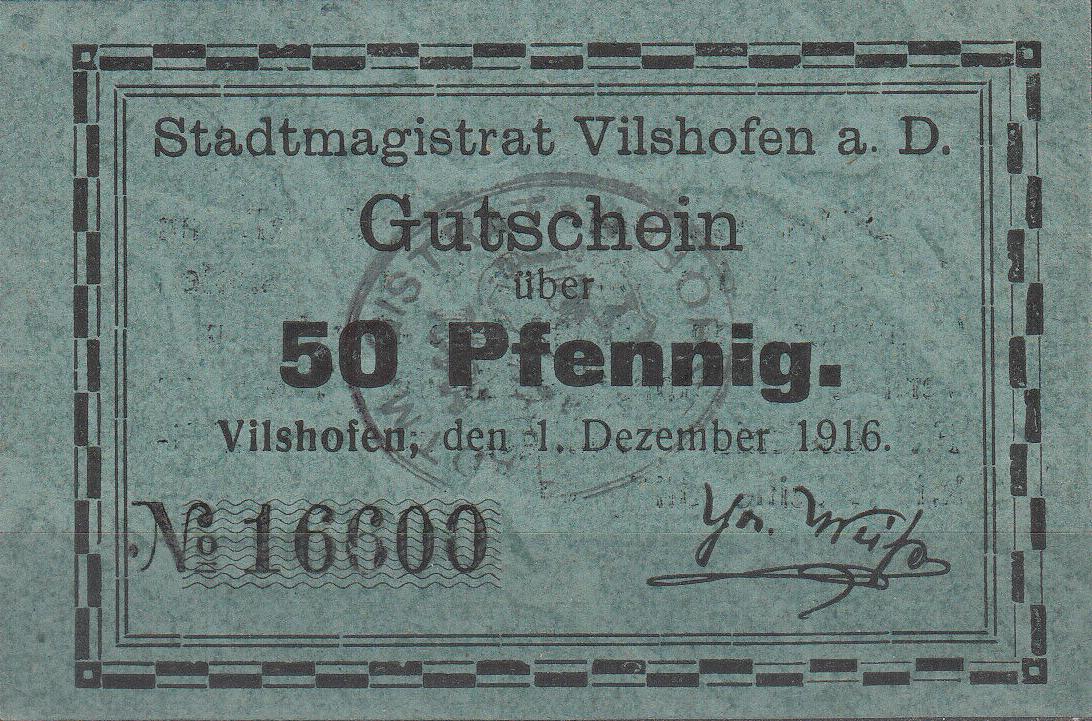 Stadtmagistrat Vilshofen a. D.
Gutschein
über
50 Pfennig.
Vilshofen, den 1. Dezember 1916.
No 16600